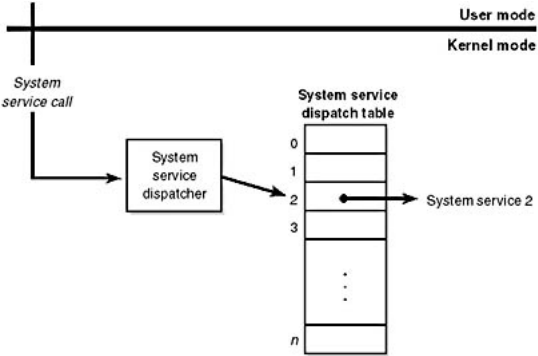 User mode
Kernel mode
System
service call
System service
dispatch table
System
service
dispatcher
0
1
2
3
n
System service 2